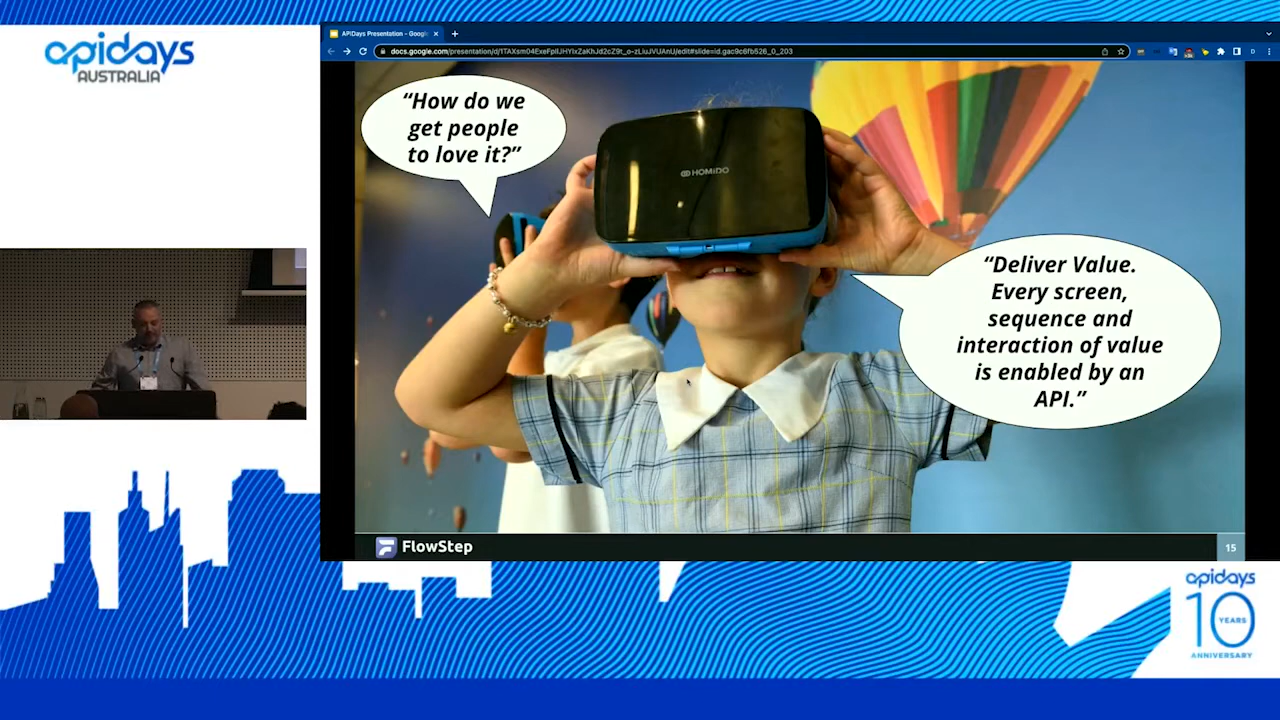 apidays
AUSTRALIA
APIDays Presentation – Googl
“How do we
get people
to love it?”
HOMIDO
“Deliver Value.
Every screen,
sequence and
interaction of value
is enabled by an
API.”
FlowStep
15
apidays
10
YEARS
ANNIVERSARY